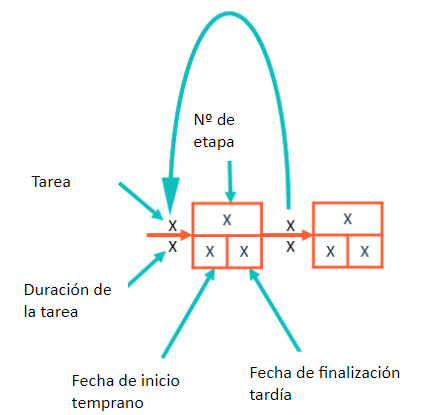 Nº de
etapa
Tarea
X
X
X
X
X
X
X
X
X
X
Duración de
la tarea
Fecha de inicio
temprano
Fecha de finalización
tardía